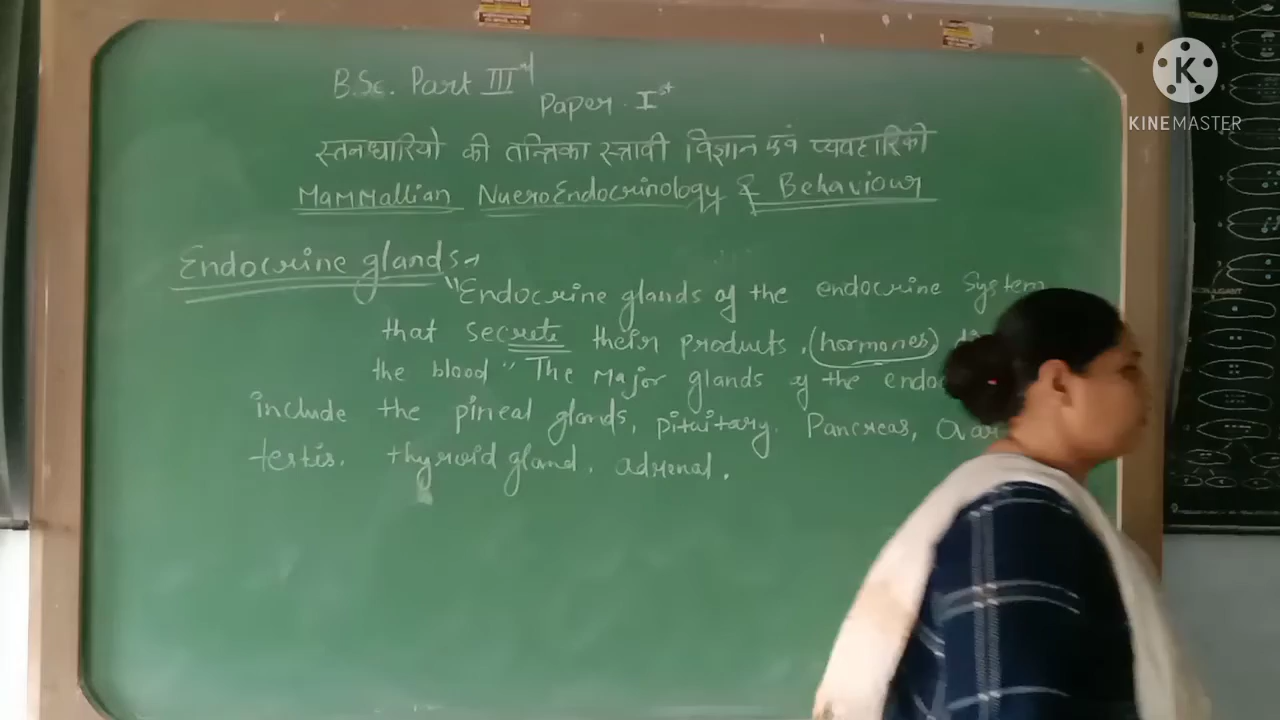 B.Sc. Part IIIrd
Paper. Ist
स्तनधारियो की तन्त्रिका स्त्रावी विज्ञान एवं व्यवहारिकी
Mammallian NueroEndocrinology & Behaviour
Endocrine glands→
"Endocrine glands of the endocrine System
that secrete their products, (hormones)
the blood" The Major glands of the
include the pineal glands, pituitary. Pancreas,
testis. thyroid gland. adrenal.
KINEMASTER